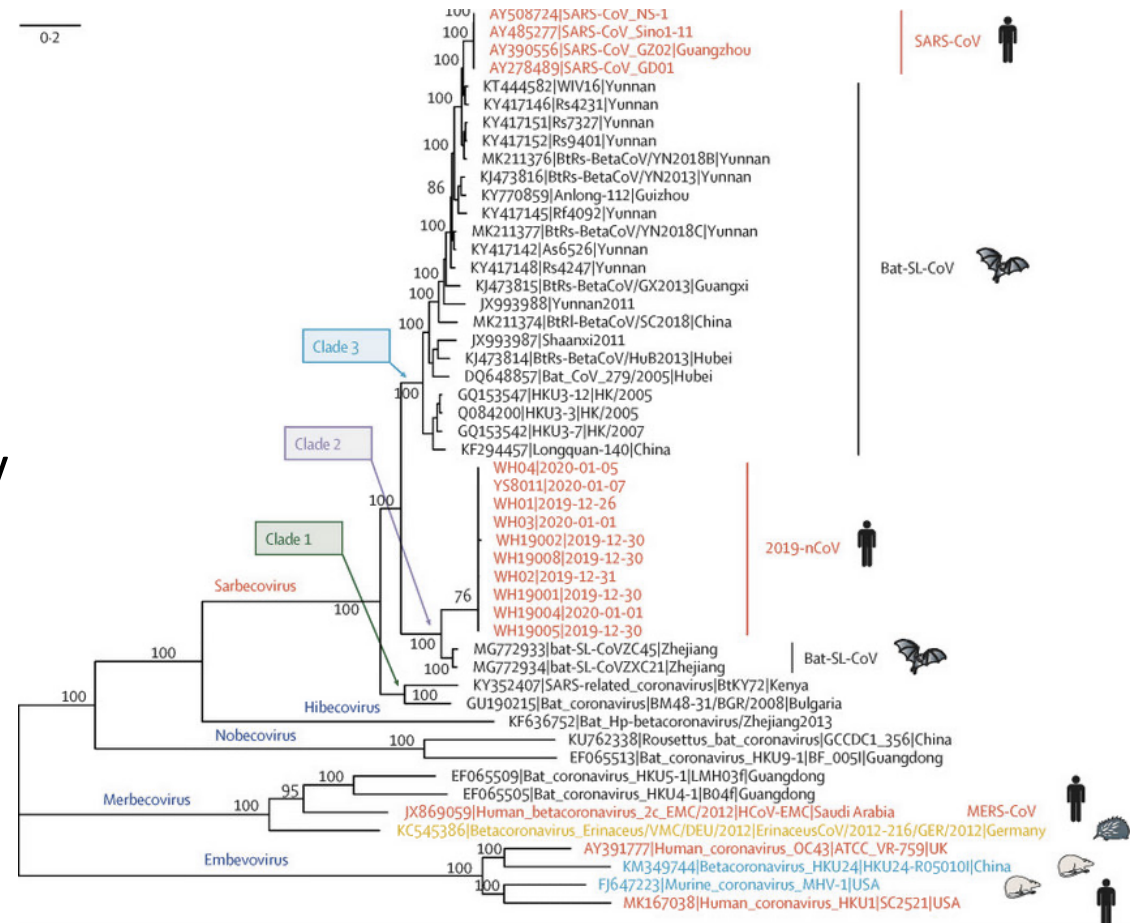 0·2
100
AY508724|SARS-CoV_NS-1
100
AY485277|SARS-CoV_Sino1-11
AY390556|SARS-CoV_GZ02|Guangzhou
SARS-CoV
100
AY278489|SARS-CoV_GD01
KT444582|WIV16|Yunnan
100
KY417146|Rs4231|Yunnan
KY417151|Rs7327|Yunnan
100
KY417152|Rs9401|Yunnan
MK211376|BtRs-BetaCoV/YN2018B|Yunnan
KJ473816|BtRs-BetaCoV/YN2013|Yunnan
86
KY770859|Anlong-112|Guizhou
KY417145|Rf4092|Yunnan
100
MK211377|BtRs-BetaCoV/YN2018C|Yunnan
KY417142|As6526|Yunnan
KY417148|Rs4247|Yunnan
Bat-SL-CoV
100
KJ473815|BtRs-BetaCoV/GX2013|Guangxi
100
JX993988|Yunnan2011
100
MK211374|BtRl-BetaCoV/SC2018|China
JX993987|Shaanxi2011
Clade 3
KJ473814|BtRs-BetaCoV/HuB2013|Hubei
DQ648857|Bat_CoV_279/2005|Hubei
100
GQ153547|HKU3-12|HK/2005
Q084200|HKU3-3|HK/2005
GQ153542|HKU3-7|HK/2007
Clade 2
KF294457|Longquan-140|China
y
WH04|2020-01-05
YS8011|2020-01-07
100
WH01|2019-12-26
WH03|2020-01-01
Clade 1
WH19002|2019-12-30
2019-nCoV
WH19008|2019-12-30
WH02|2019-12-31
Sarbecovirus
76
WH19001|2019-12-30
100
WH19004|2020-01-01
WH19005|2019-12-30
100
MG772933|bat-SL-CoVZC45|Zhejiang
Bat-SL-CoV
100
MG772934|bat-SL-CoVZXC21|Zhejiang
100
KY352407|SARS-related_coronavirus|BtKY72|Kenya
100
100
GU190215|Bat_coronavirus|BM48-31/BGR/2008|Bulgaria
Hibecovirus
KF636752|Bat_Hp-betacoronavirus/Zhejiang2013
Nobecovirus
100
KU762338|Rousettus_bat_coronavirus|GCCDC1_356|China
EF065513|Bat_coronavirus_HKU9-1|BF_005I|Guangdong
100
EF065509|Bat_coronavirus_HKU5-1|LMH03f|Guangdong
95
EF065505|Bat_coronavirus_HKU4-1|B04f|Guangdong
Merbecovirus
100
JX869059|Human_betacoronavirus_2c_EMC/2012|HCoV-EMC|Saudi Arabia
MERS-CoV
KC545386|Betacoronavirus_Erinaceus/VMC/DEU/2012|ErinaceusCoV/2012-216/GER/2012|Germany
Embevovirus
100
AY391777|Human_coronavirus_OC43|ATCC_VR-759|UK
100
KM349744|Betacoronavirus_HKU24|HKU24-R05010I|China
100
FJ647223|Murine_coronavirus_MHV-1|USA
MK167038|Human_coronavirus_HKU1|SC2521|USA